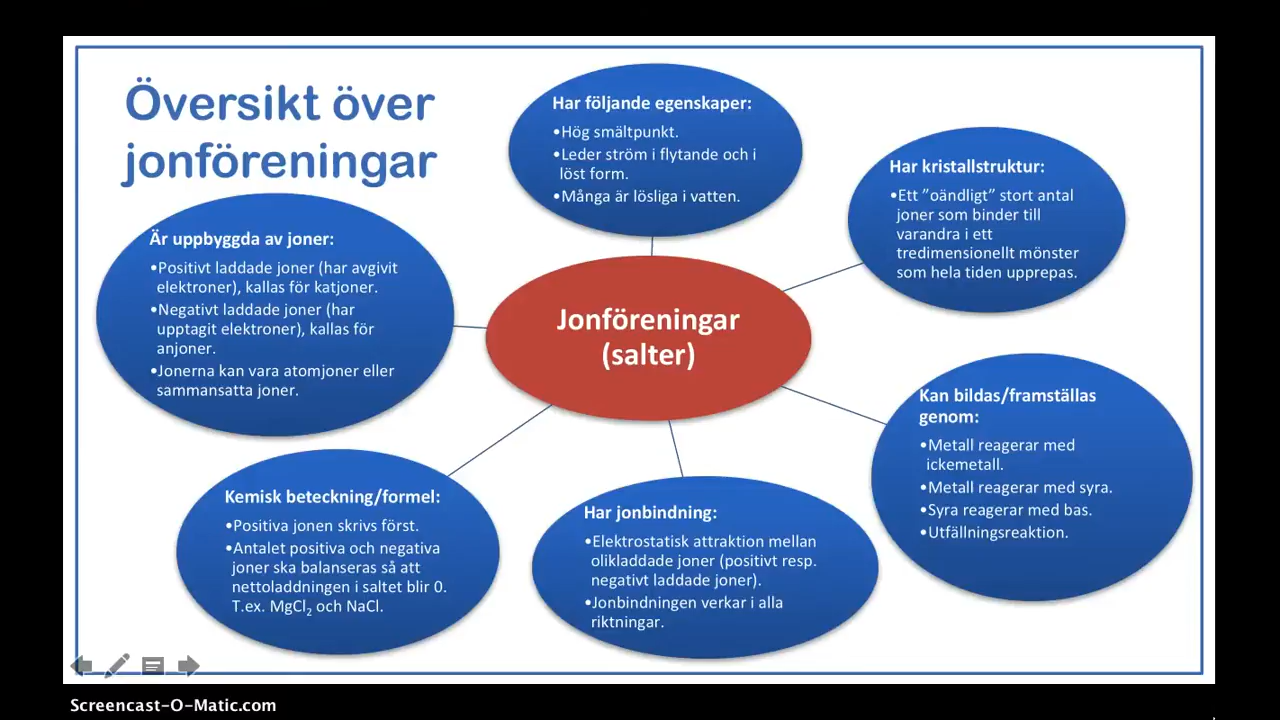 Översikt över
jonföreningar
Har följande egenskaper:
•Hög smältpunkt.
•Leder ström i flytande och i
löst form.
•Många är lösliga i vatten.
Har kristallstruktur:
•Ett ”oändligt” stort antal
joner som binder till
varandra i ett
tredimensionellt mönster
som hela tiden upprepas.
Är uppbyggda av joner:
•Positivt laddade joner (har avgivit
elektroner), kallas för katjoner.
•Negativt laddade joner (har
upptagit elektroner), kallas för
anjoner.
•Jonerna kan vara atomjoner eller
sammansatta joner.
Jonföreningar
(salter)
Kan bildas/framställas
genom:
•Metall reagerar med
ickemetall.
•Metall reagerar med syra.
•Syra reagerar med bas.
•Utfällningsreaktion.
Kemisk beteckning/formel:
•Positiva jonen skrivs först.
•Antalet positiva och negativa
joner ska balanseras så att
nettoladdningen i saltet blir 0.
T.ex. MgCl₂ och NaCl.
Har jonbindning:
•Elektrostatisk attraktion mellan
olikladdade joner (positivt resp.
negativt laddade joner).
•Jonbindningen verkar i alla
riktningar.
Screencast-O-Matic.com